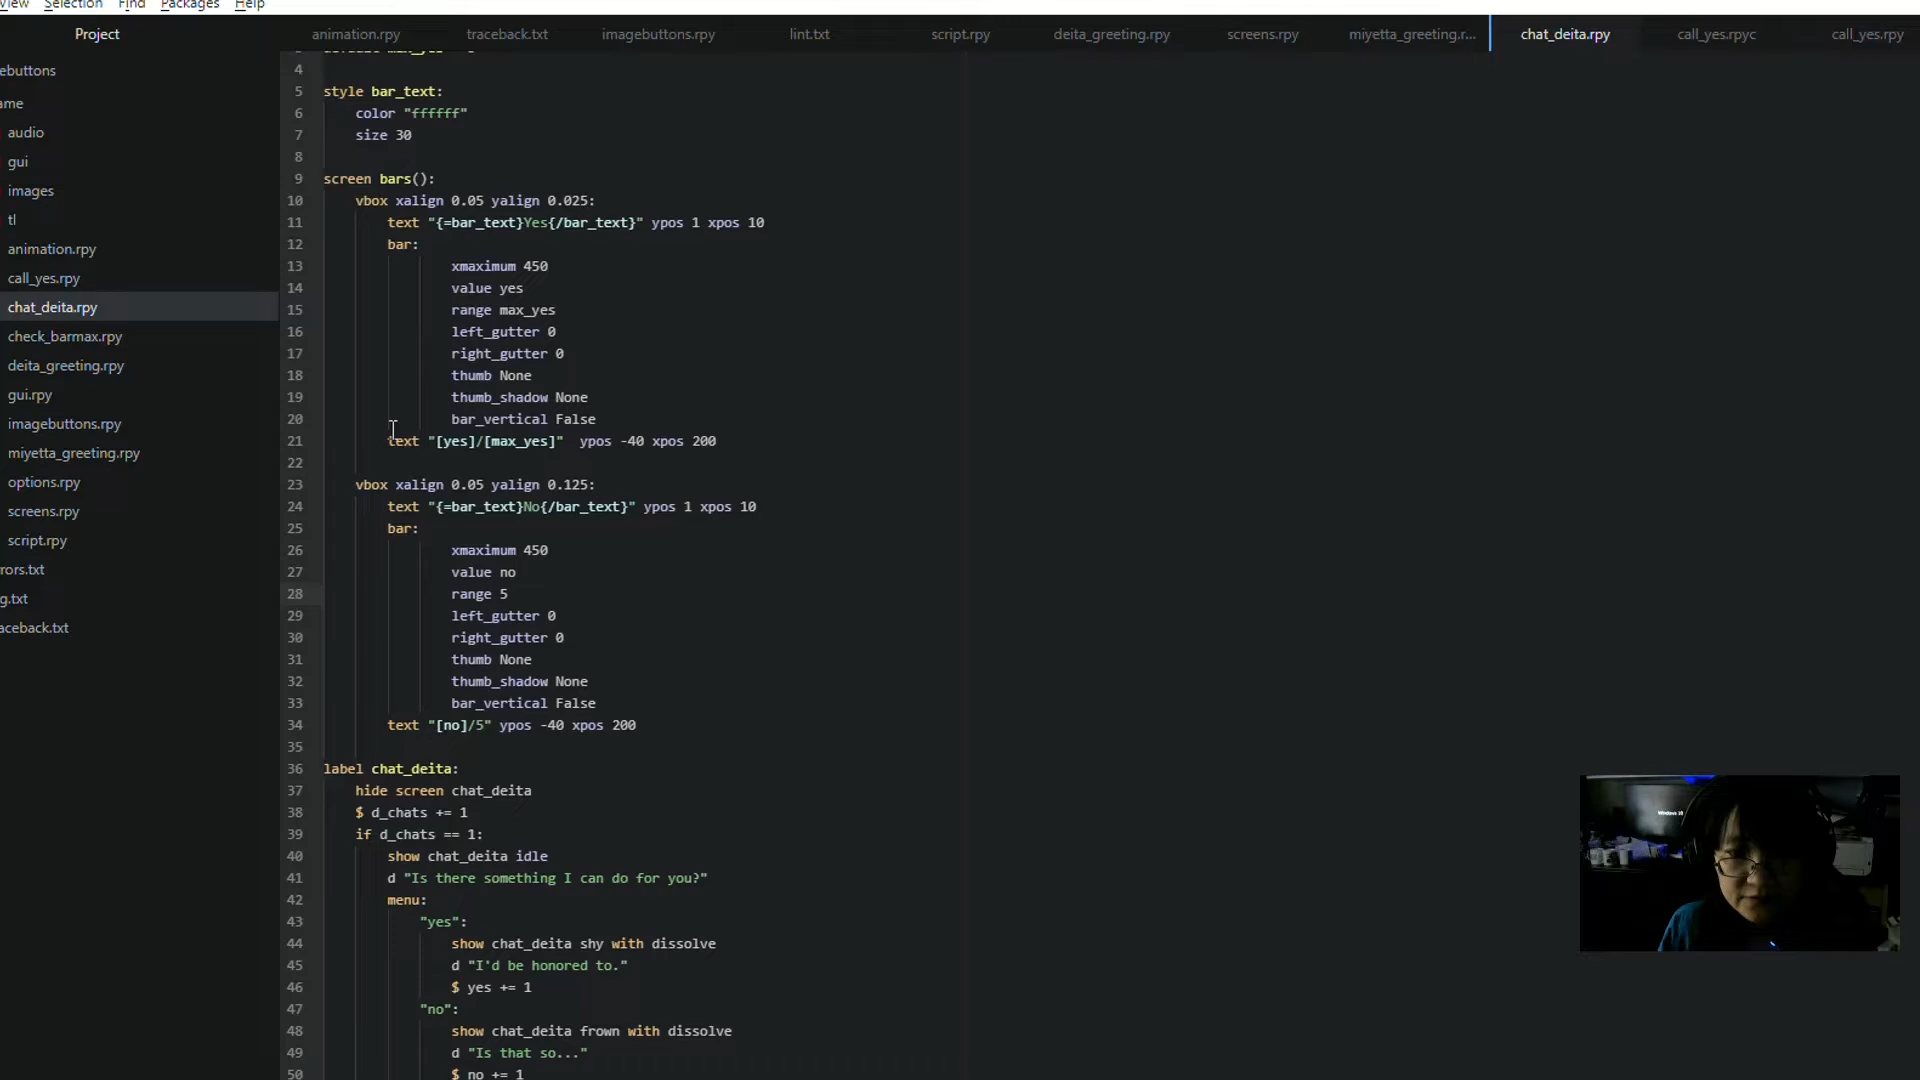 View Selection Find Packages Help
Project
animation.rpy traceback.txt imagebuttons.rpy lint.txt script.rpy deita_greeting.rpy screens.rpy miyetta_greeting.r... chat_deita.rpy call_yes.rpyc call_yes.rpy
ebuttons
ame
audio
gui
images
tl
animation.rpy
call_yes.rpy
chat_deita.rpy
check_barmax.rpy
deita_greeting.rpy
gui.rpy
imagebuttons.rpy
miyetta_greeting.rpy
options.rpy
screens.rpy
script.rpy
rors.txt
g.txt
aceback.txt
4
5 style bar_text:
6 color "ffffff"
7 size 30
8
9 screen bars():
10 vbox xalign 0.05 yalign 0.025:
11 text "{=bar_text}Yes{/bar_text}" ypos 1 xpos 10
12 bar:
13 xmaximum 450
14 value yes
15 range max_yes
16 left_gutter 0
17 right_gutter 0
18 thumb None
19 thumb_shadow None
20 bar_vertical False
21 text "[yes]/[max_yes]"  ypos -40 xpos 200
22
23 vbox xalign 0.05 yalign 0.125:
24 text "{=bar_text}No{/bar_text}" ypos 1 xpos 10
25 bar:
26 xmaximum 450
27 value no
28 range 5
29 left_gutter 0
30 right_gutter 0
31 thumb None
32 thumb_shadow None
33 bar_vertical False
34 text "[no]/5" ypos -40 xpos 200
35
36 label chat_deita:
37 hide screen chat_deita
38 $ d_chats += 1
39 if d_chats == 1:
40 show chat_deita idle
41 d "Is there something I can do for you?"
42 menu:
43 "yes":
44 show chat_deita shy with dissolve
45 d "I'd be honored to."
46 $ yes += 1
47 "no":
48 show chat_deita frown with dissolve
49 d "Is that so..."
50 $ no += 1
Windows 10